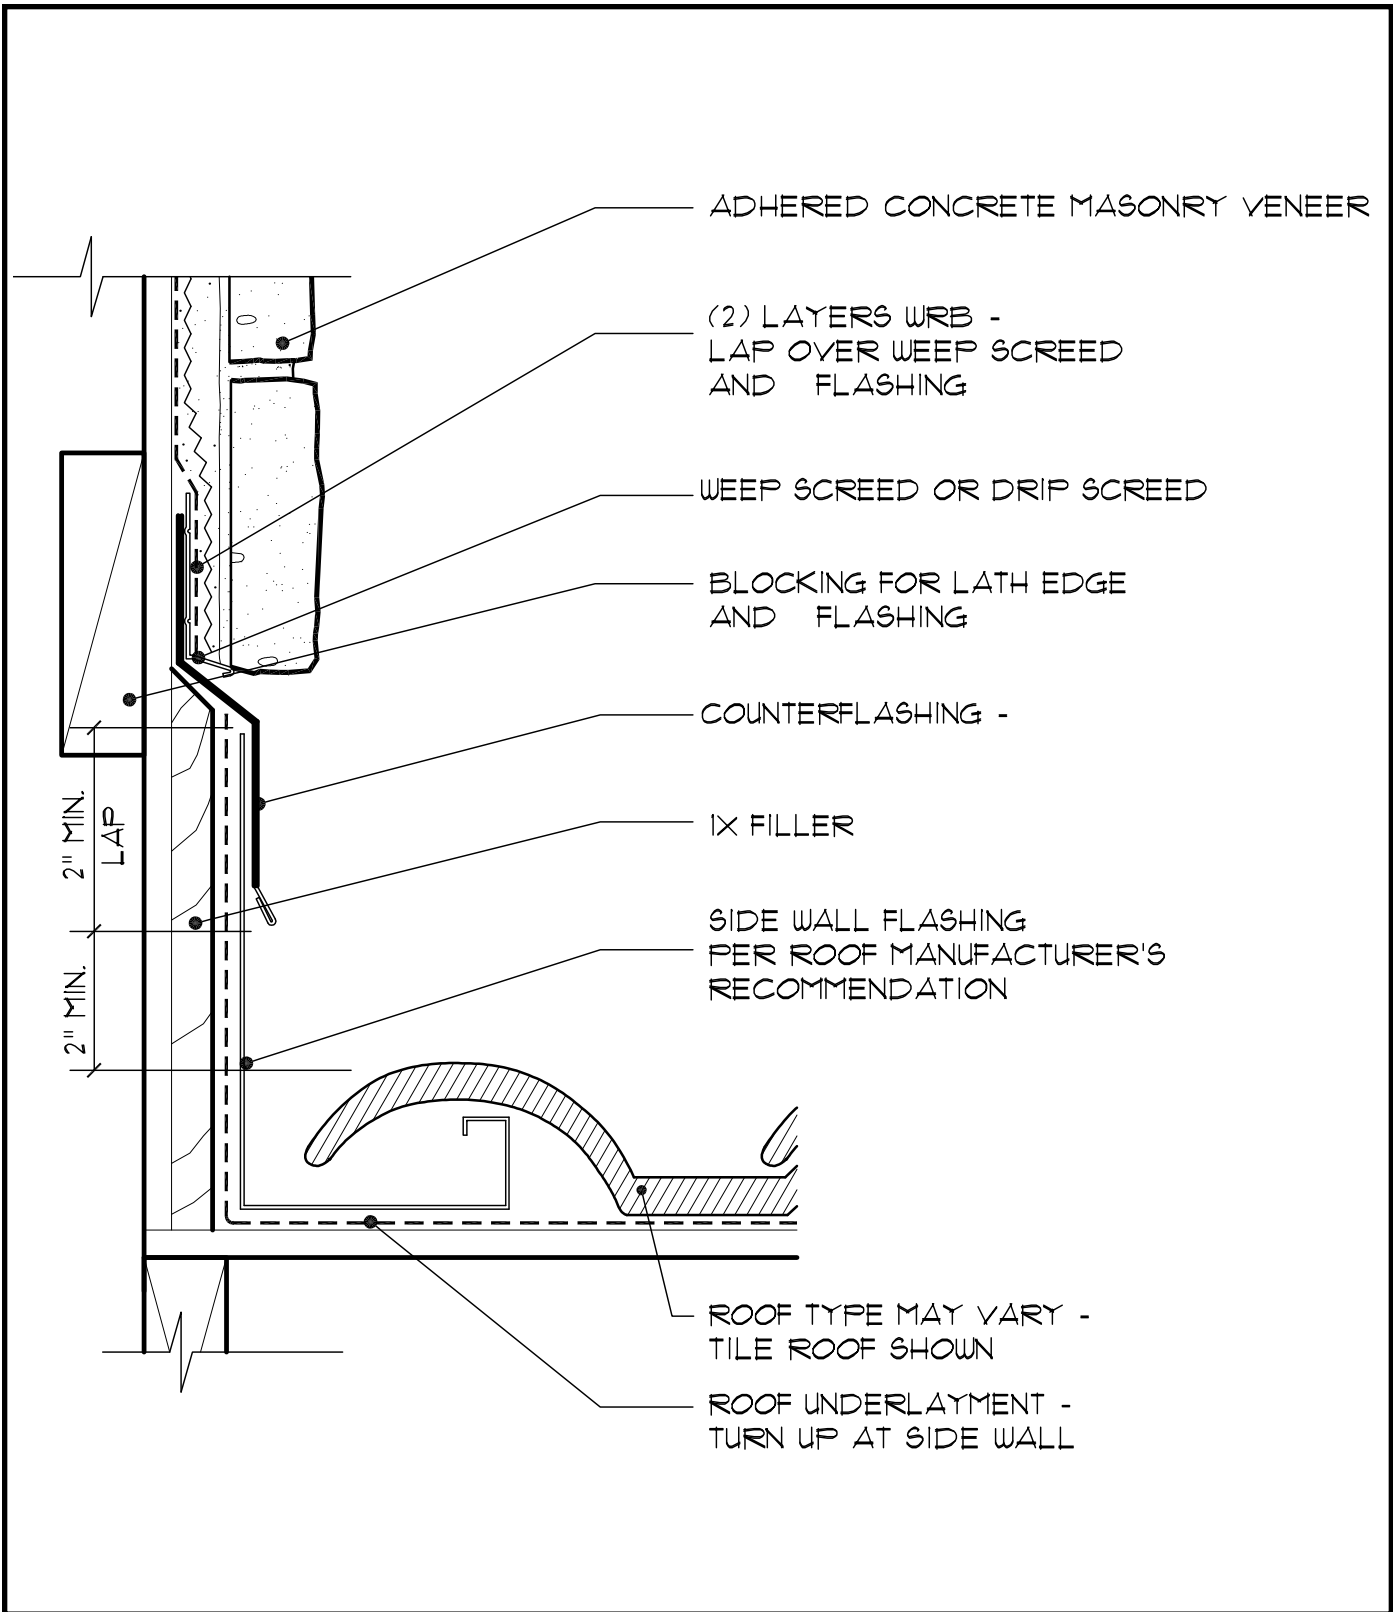 ADHERED CONCRETE MASONRY VENEER
(2) LAYERS WRB -
LAP OVER WEEP SCREED
AND FLASHING
WEEP SCREED OR DRIP SCREED
BLOCKING FOR LATH EDGE
AND FLASHING
COUNTERFLASHING -
2" MIN.
LAP
1X FILLER
SIDE WALL FLASHING
PER ROOF MANUFACTURER'S
RECOMMENDATION
2" MIN.
ROOF TYPE MAY VARY -
TILE ROOF SHOWN
ROOF UNDERLAYMENT -
TURN UP AT SIDE WALL